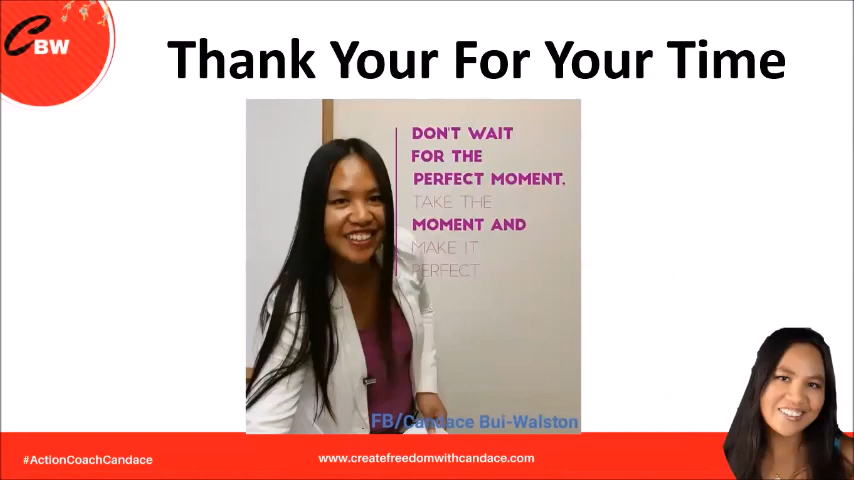 CBW
Thank Your For Your Time
DON'T WAIT
FOR THE
PERFECT MOMENT.
TAKE THE
MOMENT AND
MAKE IT
PERFECT
FB/Candace Bui-Walston
#ActionCoachCandace
www.createfreedomwithcandace.com